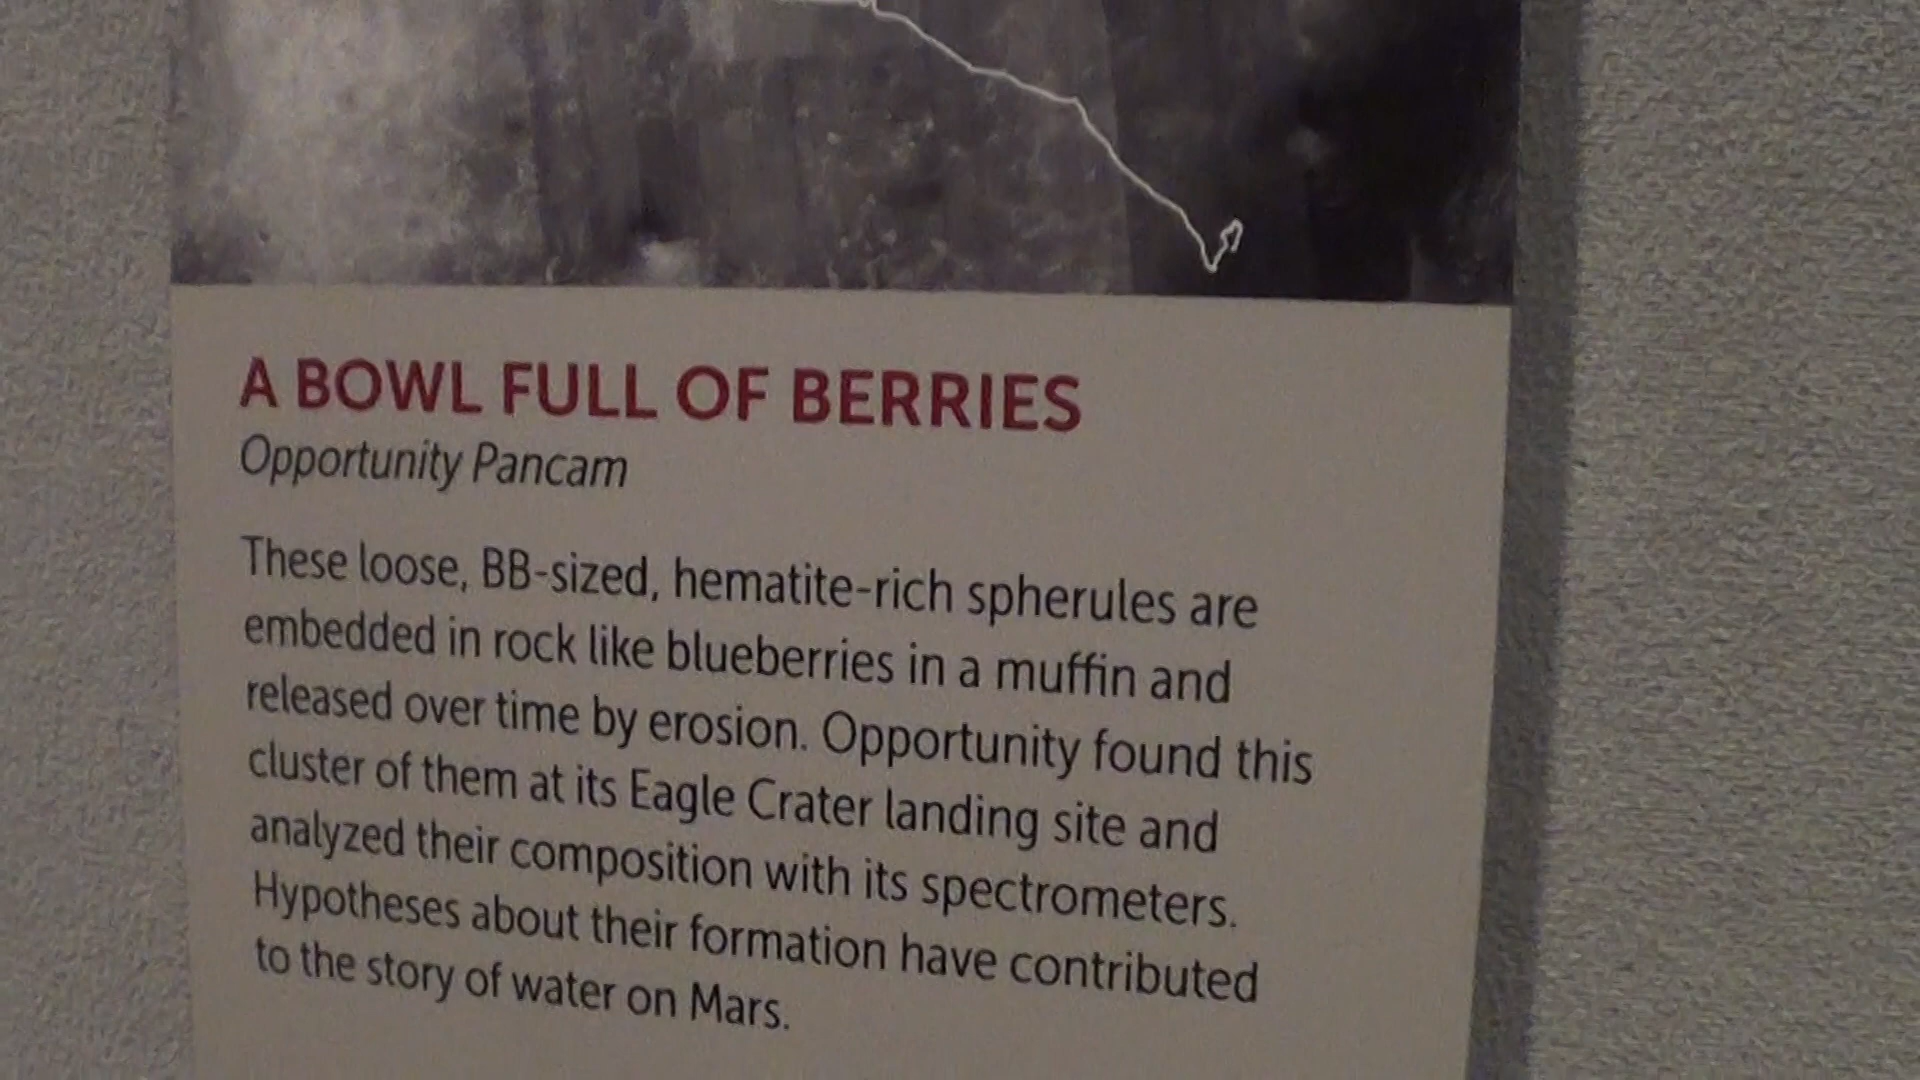 A BOWL FULL OF BERRIES
Opportunity Pancam
These loose, BB-sized, hematite-rich spherules are
embedded in rock like blueberries in a muffin and
released over time by erosion. Opportunity found this
cluster of them at its Eagle Crater landing site and
analyzed their composition with its spectrometers.
Hypotheses about their formation have contributed
to the story of water on Mars.